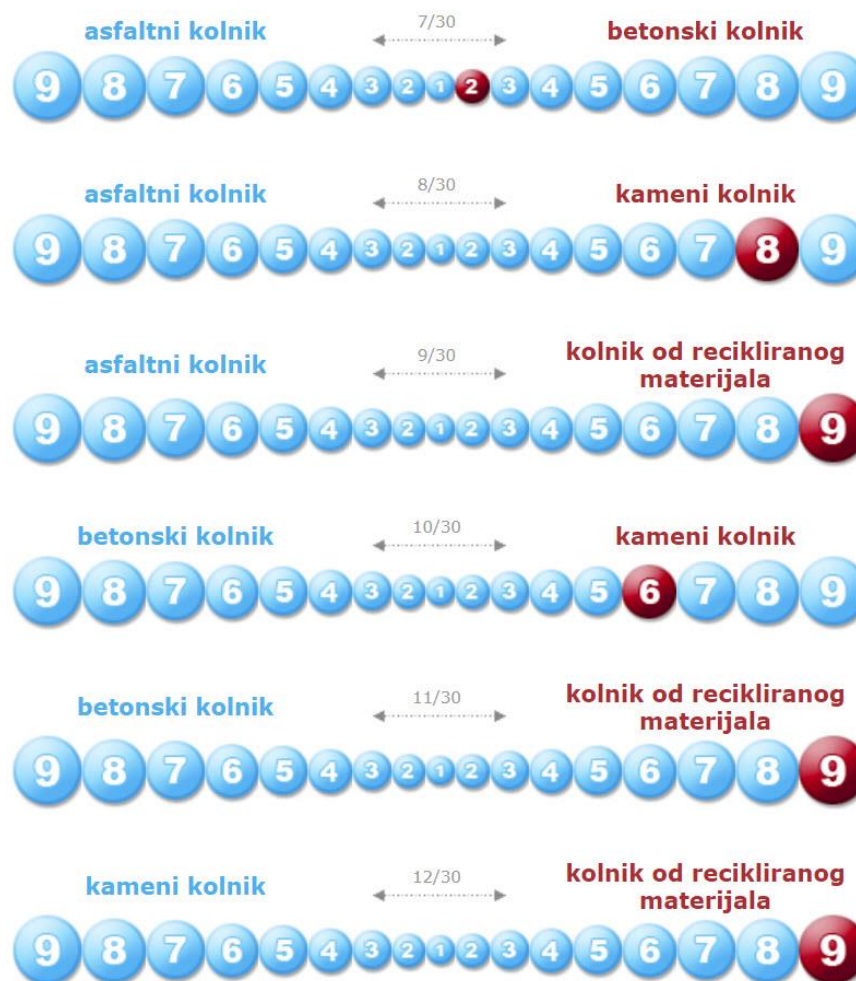 7/30
asfaltni kolnik betonski kolnik
9 8 7 6 5 4 3 2 1 2 3 4 5 6 7 8 9
8/30
asfaltni kolnik kameni kolnik
9 8 7 6 5 4 3 2 1 2 3 4 5 6 7 8 9
9/30
asfaltni kolnik kolnik od recikliranog
materijala
9 8 7 6 5 4 3 2 1 2 3 4 5 6 7 8 9
10/30
betonski kolnik kameni kolnik
9 8 7 6 5 4 3 2 1 2 3 4 5 6 7 8 9
11/30
betonski kolnik kolnik od recikliranog
materijala
9 8 7 6 5 4 3 2 1 2 3 4 5 6 7 8 9
12/30
kameni kolnik kolnik od recikliranog
materijala
9 8 7 6 5 4 3 2 1 2 3 4 5 6 7 8 9